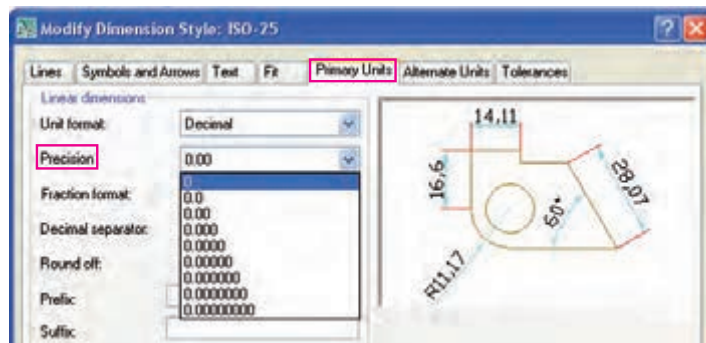 Modify Dimension Style: ISO-25
Lines Symbols and Arrows Text Fit Primary Units Alternate Units Tolerances
Linear dimensions
Unit format: Decimal
Precision 0.00
0
0.0
0.00
0.000
0.0000
0.00000
0.000000
0.0000000
0.00000000
Fraction format:
Decimal separator:
Round off:
Prefix:
Suffix:
14,11
16,6
28,07
60°
R11,17